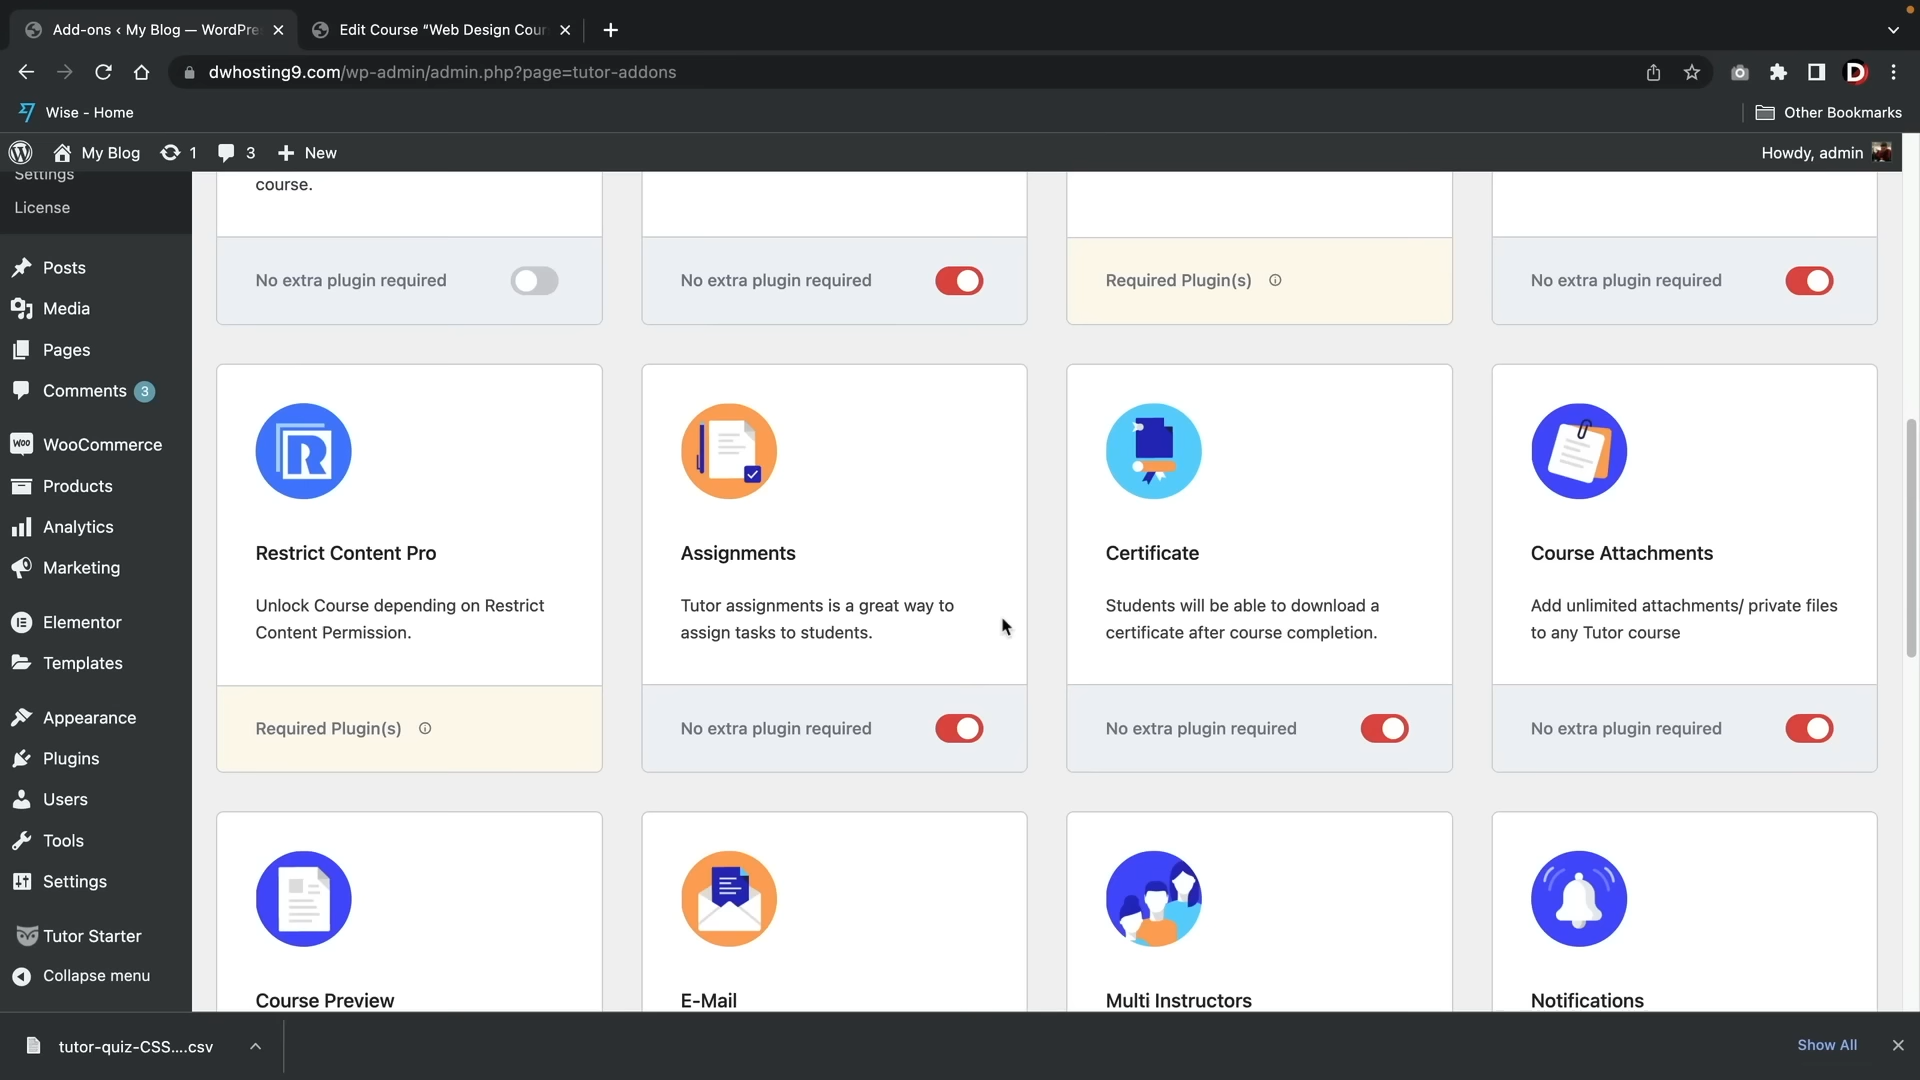 Add-ons ‹ My Blog — WordPre
Edit Course “Web Design Cour
dwhosting9.com/wp-admin/admin.php?page=tutor-addons
Wise - Home
Other Bookmarks
My Blog
1
3
New
Howdy, admin
Settings
License
Posts
Media
Pages
Comments 3
WooCommerce
Products
Analytics
Marketing
Elementor
Templates
Appearance
Plugins
Users
Tools
Settings
Tutor Starter
Collapse menu
course.
No extra plugin required
No extra plugin required
Required Plugin(s)
No extra plugin required
Restrict Content Pro
Unlock Course depending on Restrict
Content Permission.
Required Plugin(s)
Assignments
Tutor assignments is a great way to
assign tasks to students.
No extra plugin required
Certificate
Students will be able to download a
certificate after course completion.
No extra plugin required
Course Attachments
Add unlimited attachments/ private files
to any Tutor course
No extra plugin required
Course Preview
E-Mail
Multi Instructors
Notifications
tutor-quiz-CSS....csv
Show All